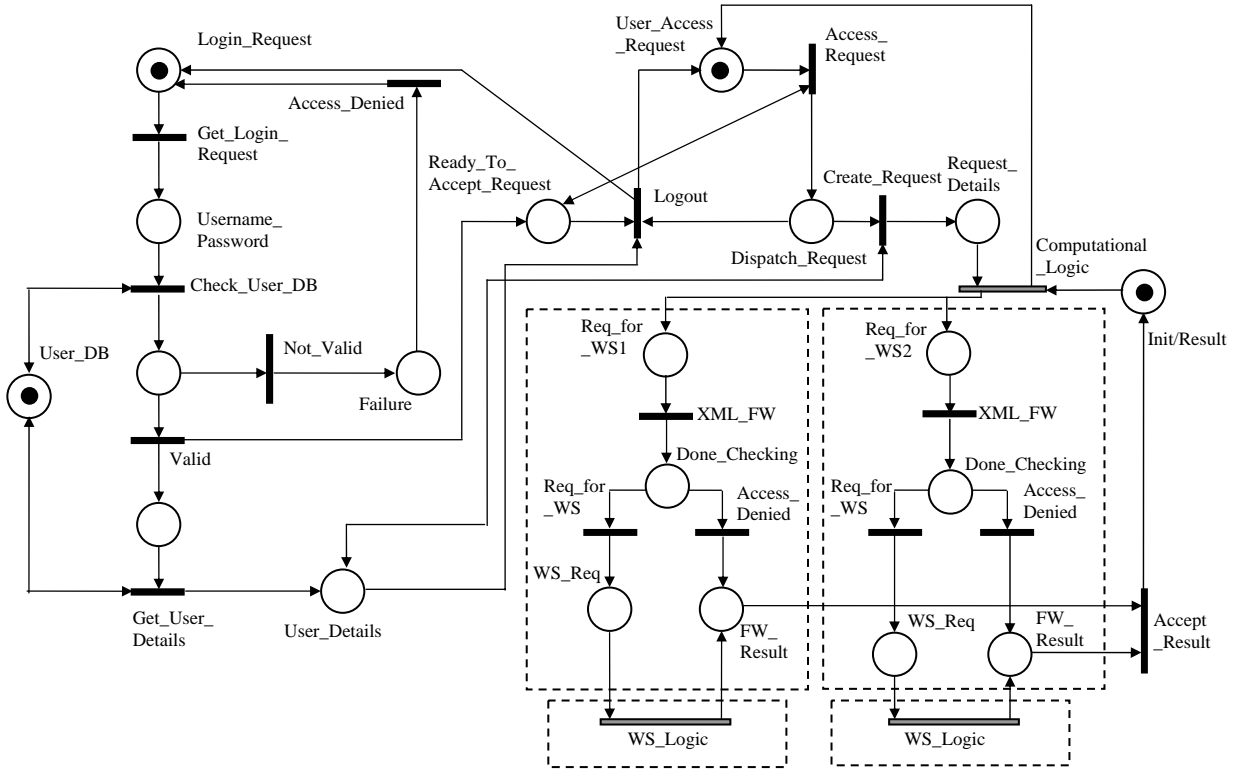 Login_Request
User_Access
_Request
Access_
Request
Access_Denied
Get_Login_
Request
Ready_To_
Accept_Request
Logout
Create_Request
Request_
Details
Username_
Password
Dispatch_Request
Computational
_Logic
Check_User_DB
User_DB
Not_Valid
Failure
Init/Result
Req_for
_WS1
Req_for
_WS2
XML_FW
XML_FW
Valid
Done_Checking
Done_Checking
Req_for
_WS
Access_
Denied
Req_for
_WS
Access_
Denied
WS_Req
FW_
Result
WS_Req
FW_
Result
Accept
_Result
Get_User_
Details
User_Details
WS_Logic
WS_Logic